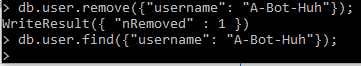 > db.user.remove({"username": "A-Bot-Huh"});
WriteResult({ "nRemoved" : 1 })
> db.user.find({"username": "A-Bot-Huh"});
>